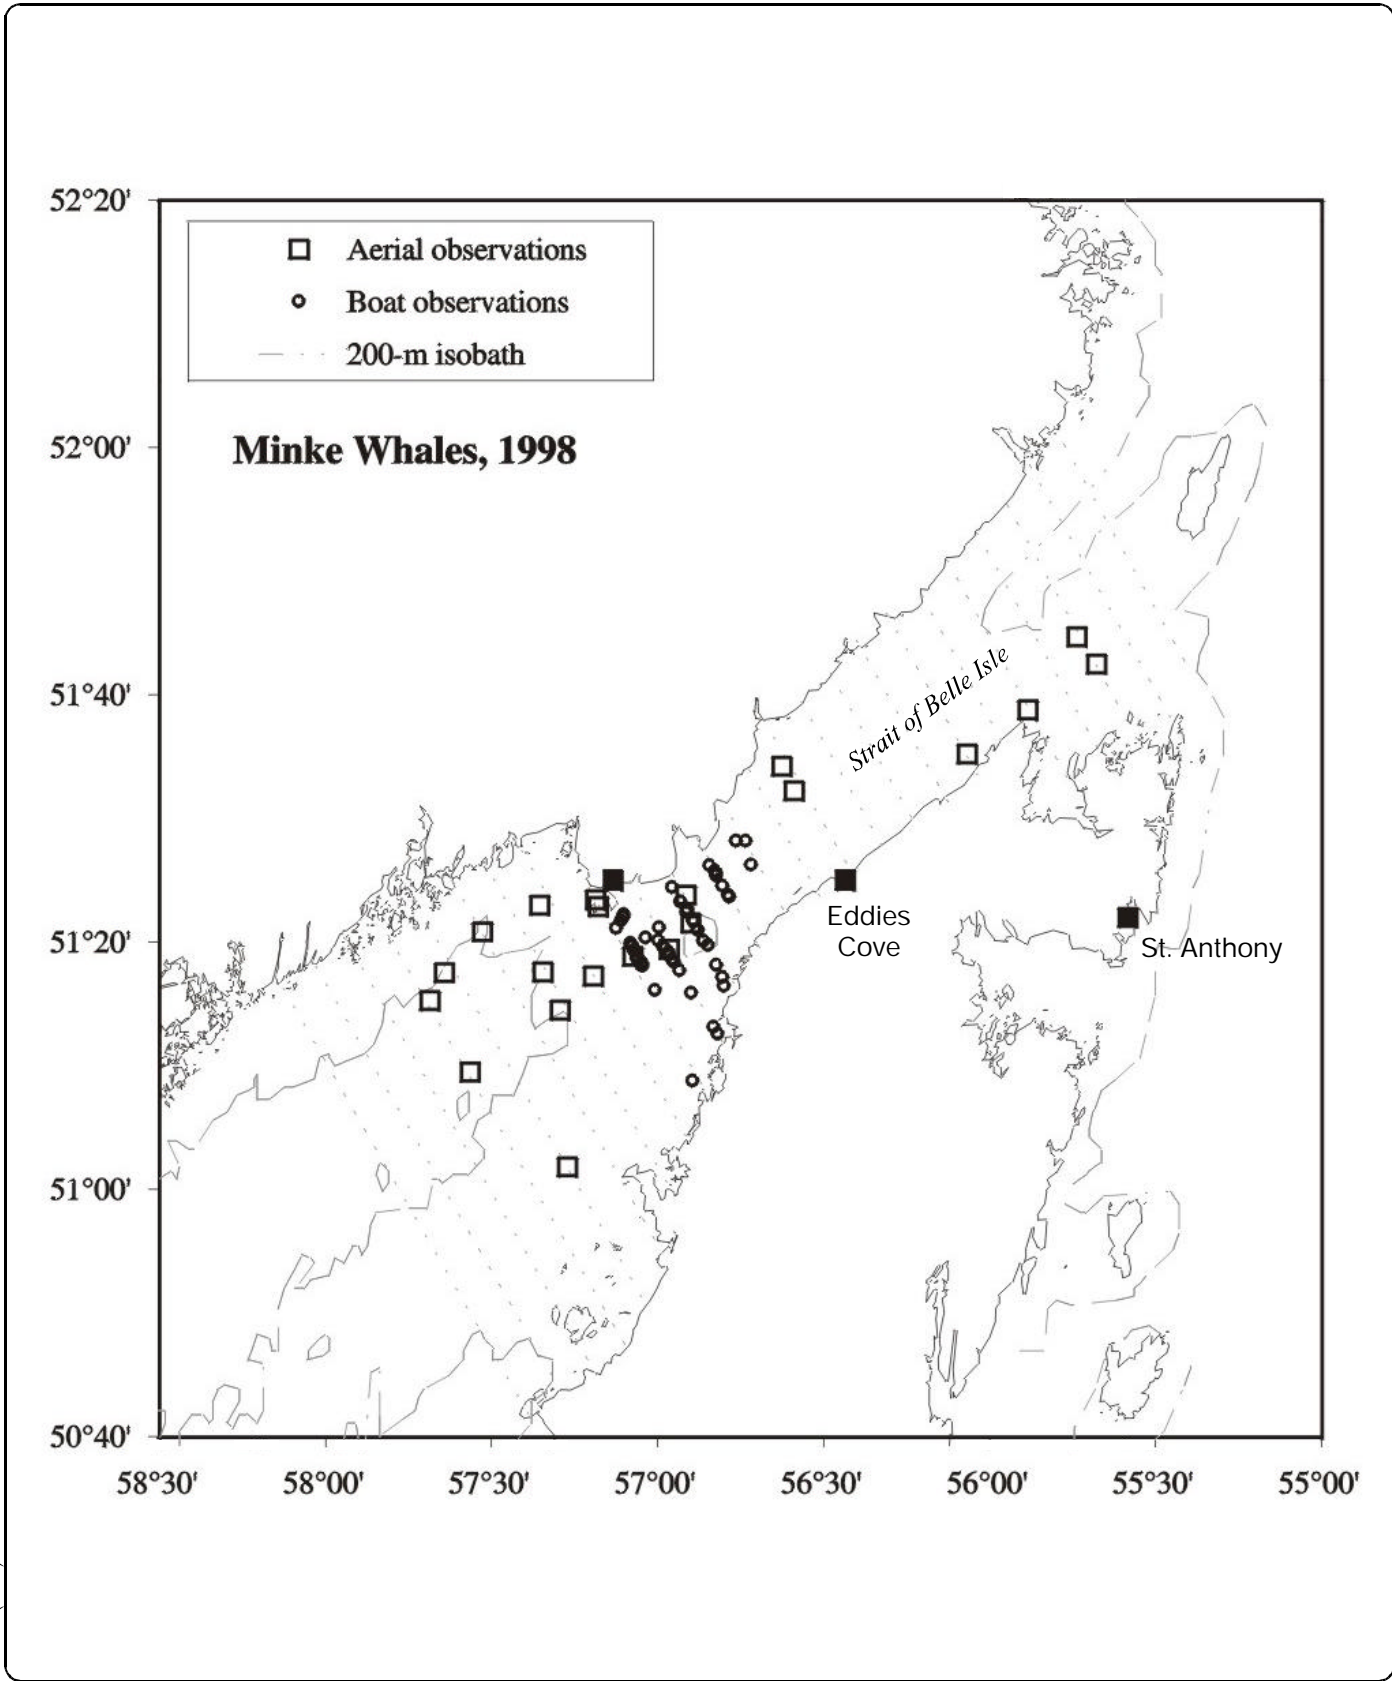 52°20'
Aerial observations
Boat observations
200-m isobath
Minke Whales, 1998
52°00'
51°40'
Strait of Belle Isle
Eddies
Cove
St. Anthony
51°20'
51°00'
50°40'
58°30' 58°00' 57°30' 57°00' 56°30' 56°00' 55°30' 55°00'